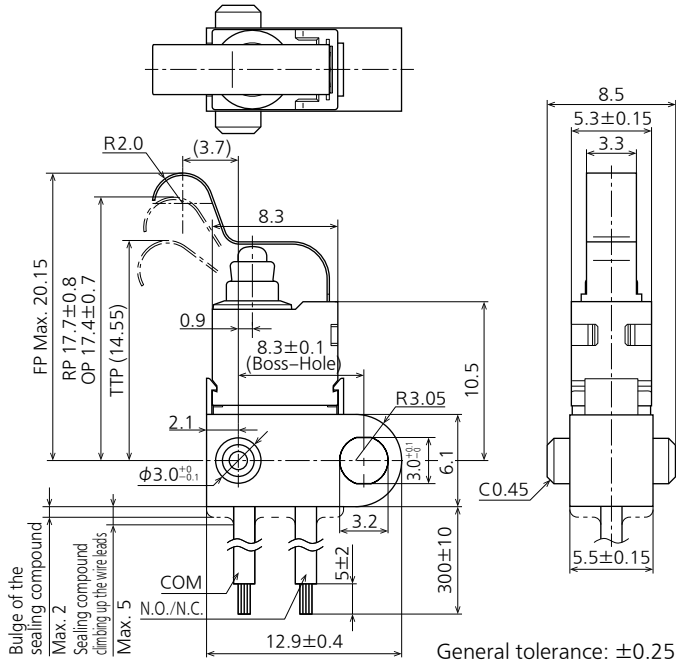 8.5
5.3±0.15
3.3
R2.0
(3.7)
8.3
FP Max. 20.15
RP 17.7±0.8
OP 17.4±0.7
TTP (14.55)
0.9
8.3±0.1
(Boss–Hole)
10.5
R3.05
2.1
φ3.0+0 −0.1
3.0+0.1 −0
6.1
C0.45
3.2
5.5±0.15
Bulge of the
sealing compound
Max. 2
Sealing compound
climbing up the wire leads
Max. 5
COM
N.O./N.C.
5±2
300±10
12.9±0.4
General tolerance: ±0.25